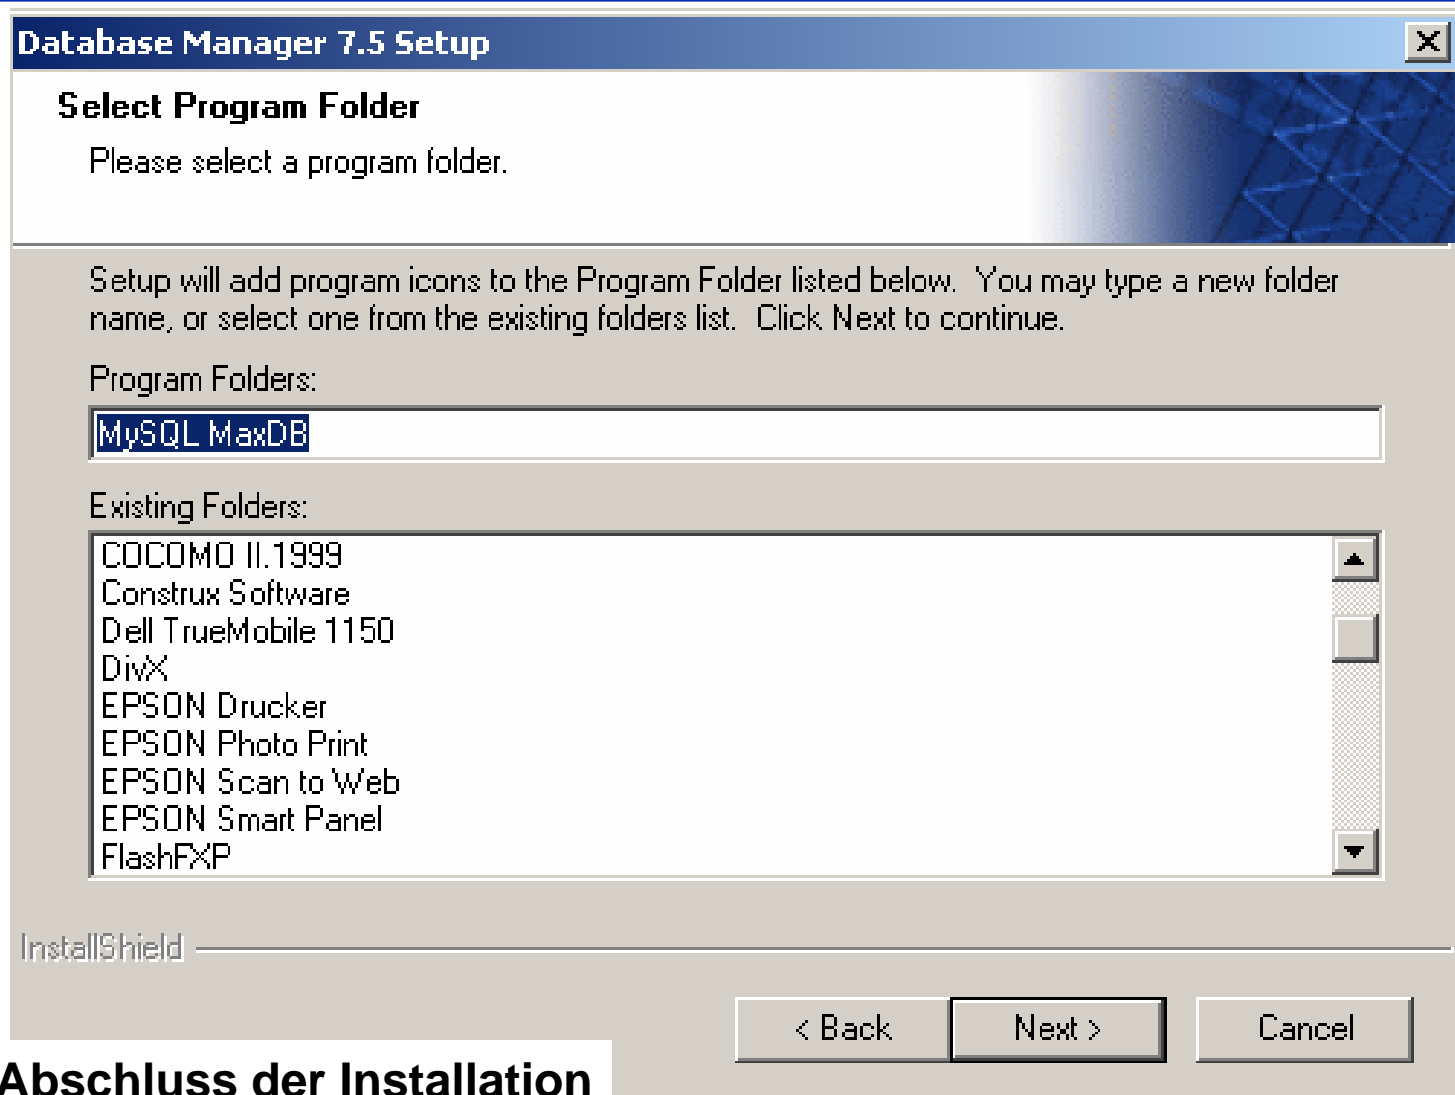 Database Manager 7.5 Setup
Select Program Folder
Please select a program folder.
Setup will add program icons to the Program Folder listed below. You may type a new folder
name, or select one from the existing folders list. Click Next to continue.
Program Folders:
MySQL MaxDB
Existing Folders:
COCOMO II.1999
Construx Software
Dell TrueMobile 1150
DivX
EPSON Drucker
EPSON Photo Print
EPSON Scan to Web
EPSON Smart Panel
FlashFXP
InstallShield
< Back
Next >
Cancel
Abschluss der Installation